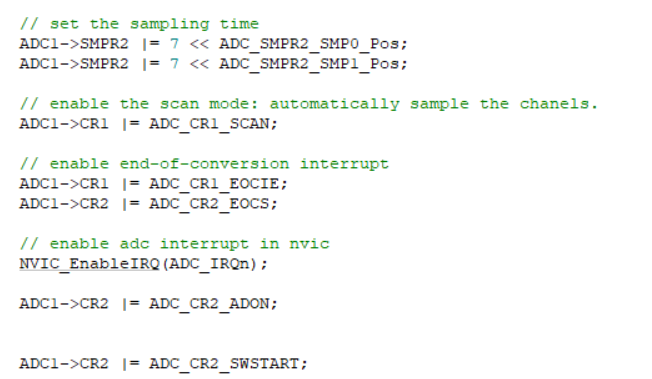 // set the sampling time
ADC1->SMPR2 |= 7 << ADC_SMPR2_SMP0_Pos;
ADC1->SMPR2 |= 7 << ADC_SMPR2_SMP1_Pos;
// enable the scan mode: automatically sample the chanels.
ADC1->CR1 |= ADC_CR1_SCAN;
// enable end-of-conversion interrupt
ADC1->CR1 |= ADC_CR1_EOCIE;
ADC1->CR2 |= ADC_CR2_EOCS;
// enable adc interrupt in nvic
NVIC_EnableIRQ(ADC_IRQn);
ADC1->CR2 |= ADC_CR2_ADON;
ADC1->CR2 |= ADC_CR2_SWSTART;